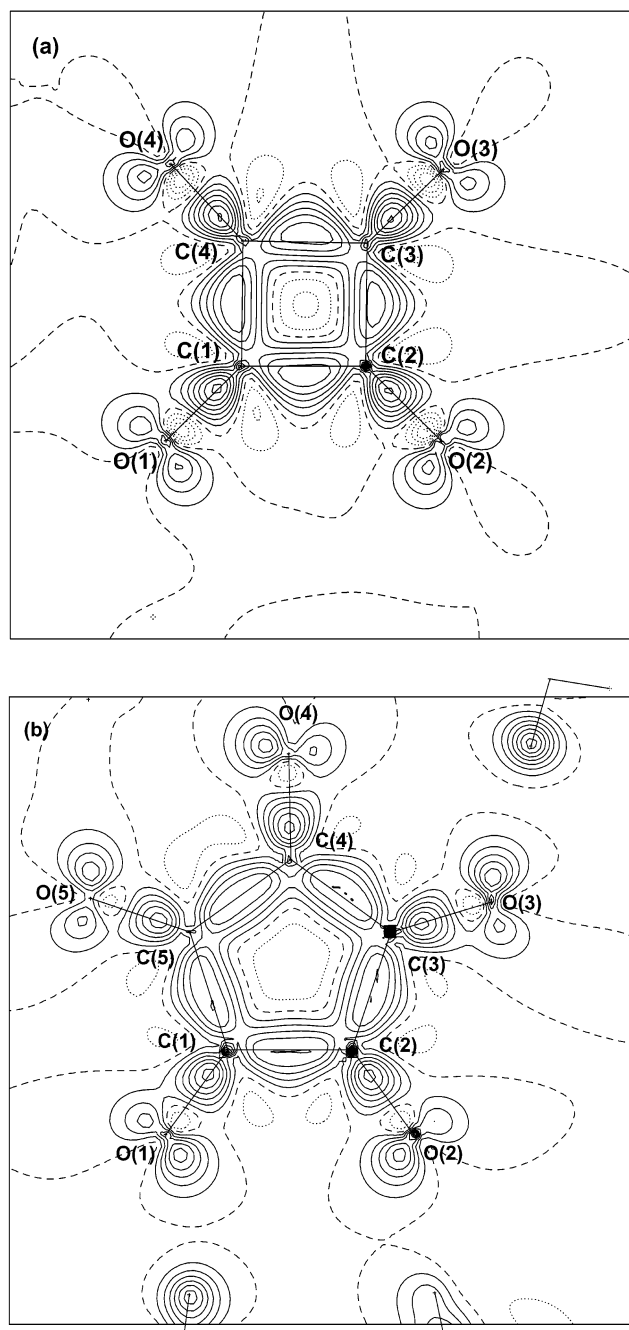 (a)
O(4)
O(3)
C(4)
C(3)
C(1)
C(2)
O(1)
O(2)
(b)
O(4)
C(4)
O(5)
O(3)
C(5)
C(3)
C(1)
C(2)
O(1)
O(2)